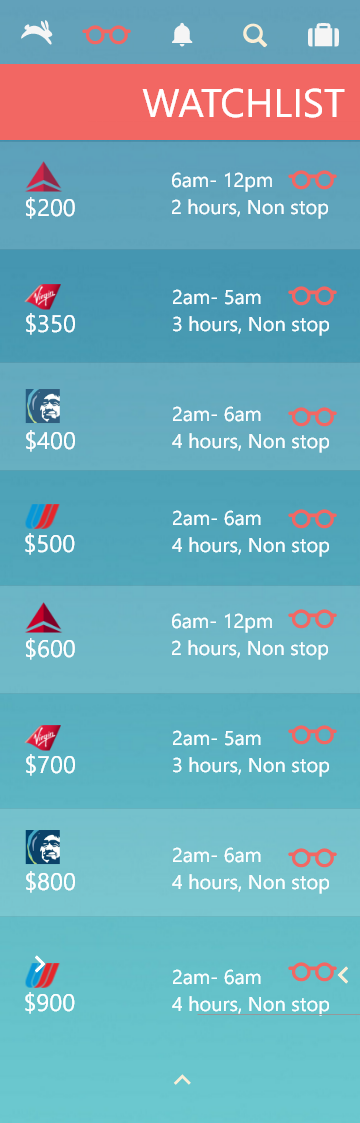 WATCHLIST
6am- 12pm
$200
2 hours, Non stop
Virgin
2am- 5am
$350
3 hours, Non stop
2am- 6am
$400
4 hours, Non stop
2am- 6am
$500
4 hours, Non stop
6am- 12pm
$600
2 hours, Non stop
Virgin
2am- 5am
$700
3 hours, Non stop
2am- 6am
$800
4 hours, Non stop
2am- 6am
$900
4 hours, Non stop